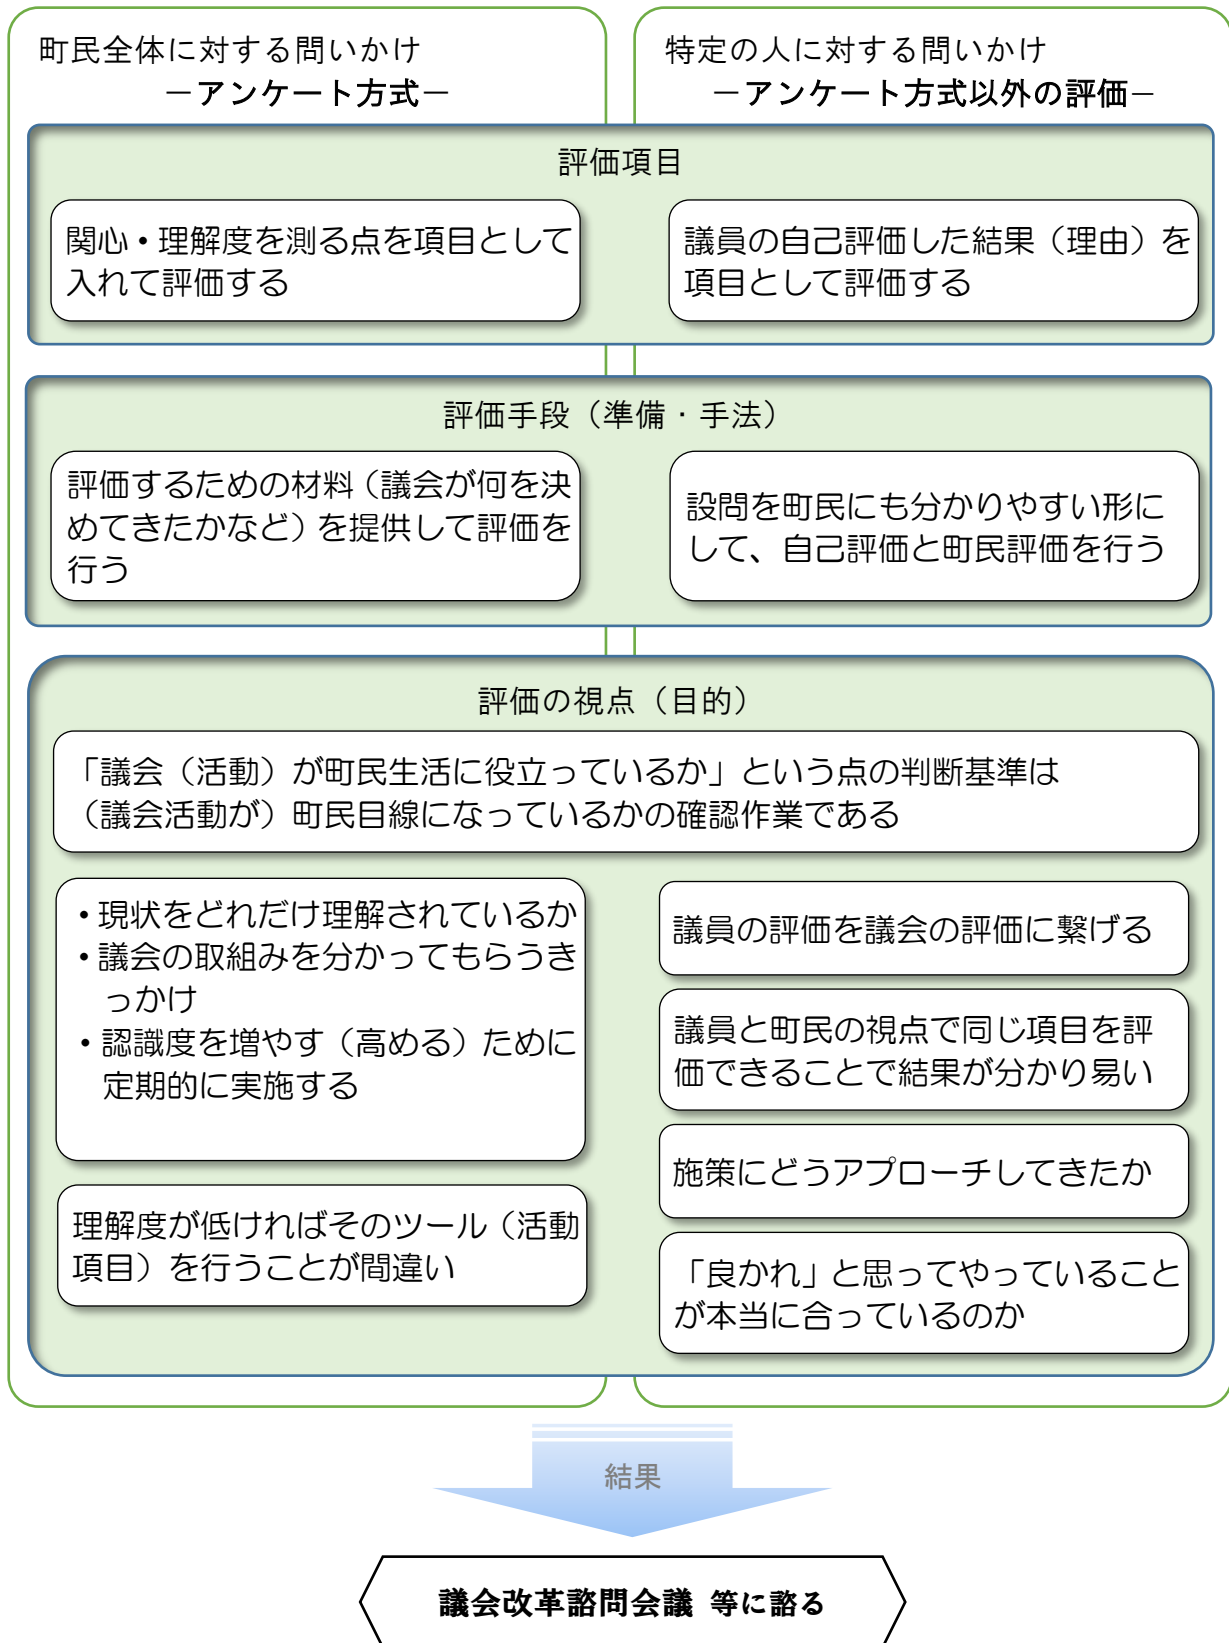 町民全体に対する問いかけ
－アンケート方式－
特定の人に対する問いかけ
－アンケート方式以外の評価－
評価項目
関心・理解度を測る点を項目として
入れて評価する
議員の自己評価した結果（理由）を
項目として評価する
評価手段（準備・手法）
評価するための材料（議会が何を決
めてきたかなど）を提供して評価を
行う
設問を町民にも分かりやすい形に
して、自己評価と町民評価を行う
評価の視点（目的）
「議会（活動）が町民生活に役立っているか」という点の判断基準は
（議会活動が）町民目線になっているかの確認作業である
・現状をどれだけ理解されているか
・議会の取組みを分かってもらうき
っかけ
・認識度を増やす（高める）ために
定期的に実施する
理解度が低ければそのツール（活動
項目）を行うことが間違い
議員の評価を議会の評価に繋げる
議員と町民の視点で同じ項目を評
価できることで結果が分かり易い
施策にどうアプローチしてきたか
「良かれ」と思ってやっていること
が本当に合っているのか
結果
議会改革諮問会議 等に諮る